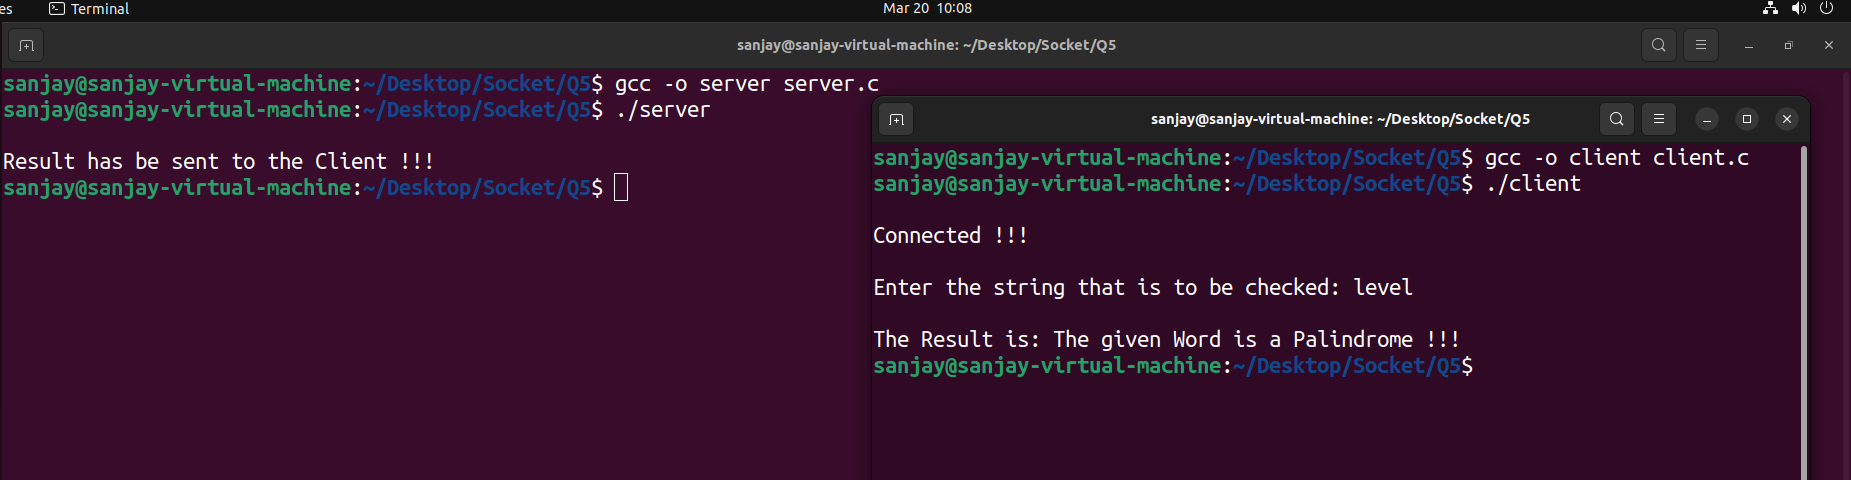 es Terminal Mar 20 10:08
sanjay@sanjay-virtual-machine: ~/Desktop/Socket/Q5
sanjay@sanjay-virtual-machine:~/Desktop/Socket/Q5$ gcc -o server server.c
sanjay@sanjay-virtual-machine:~/Desktop/Socket/Q5$ ./server
Result has be sent to the Client !!!
sanjay@sanjay-virtual-machine:~/Desktop/Socket/Q5$
sanjay@sanjay-virtual-machine: ~/Desktop/Socket/Q5
sanjay@sanjay-virtual-machine:~/Desktop/Socket/Q5$ gcc -o client client.c
sanjay@sanjay-virtual-machine:~/Desktop/Socket/Q5$ ./client
Connected !!!
Enter the string that is to be checked: level
The Result is: The given Word is a Palindrome !!!
sanjay@sanjay-virtual-machine:~/Desktop/Socket/Q5$